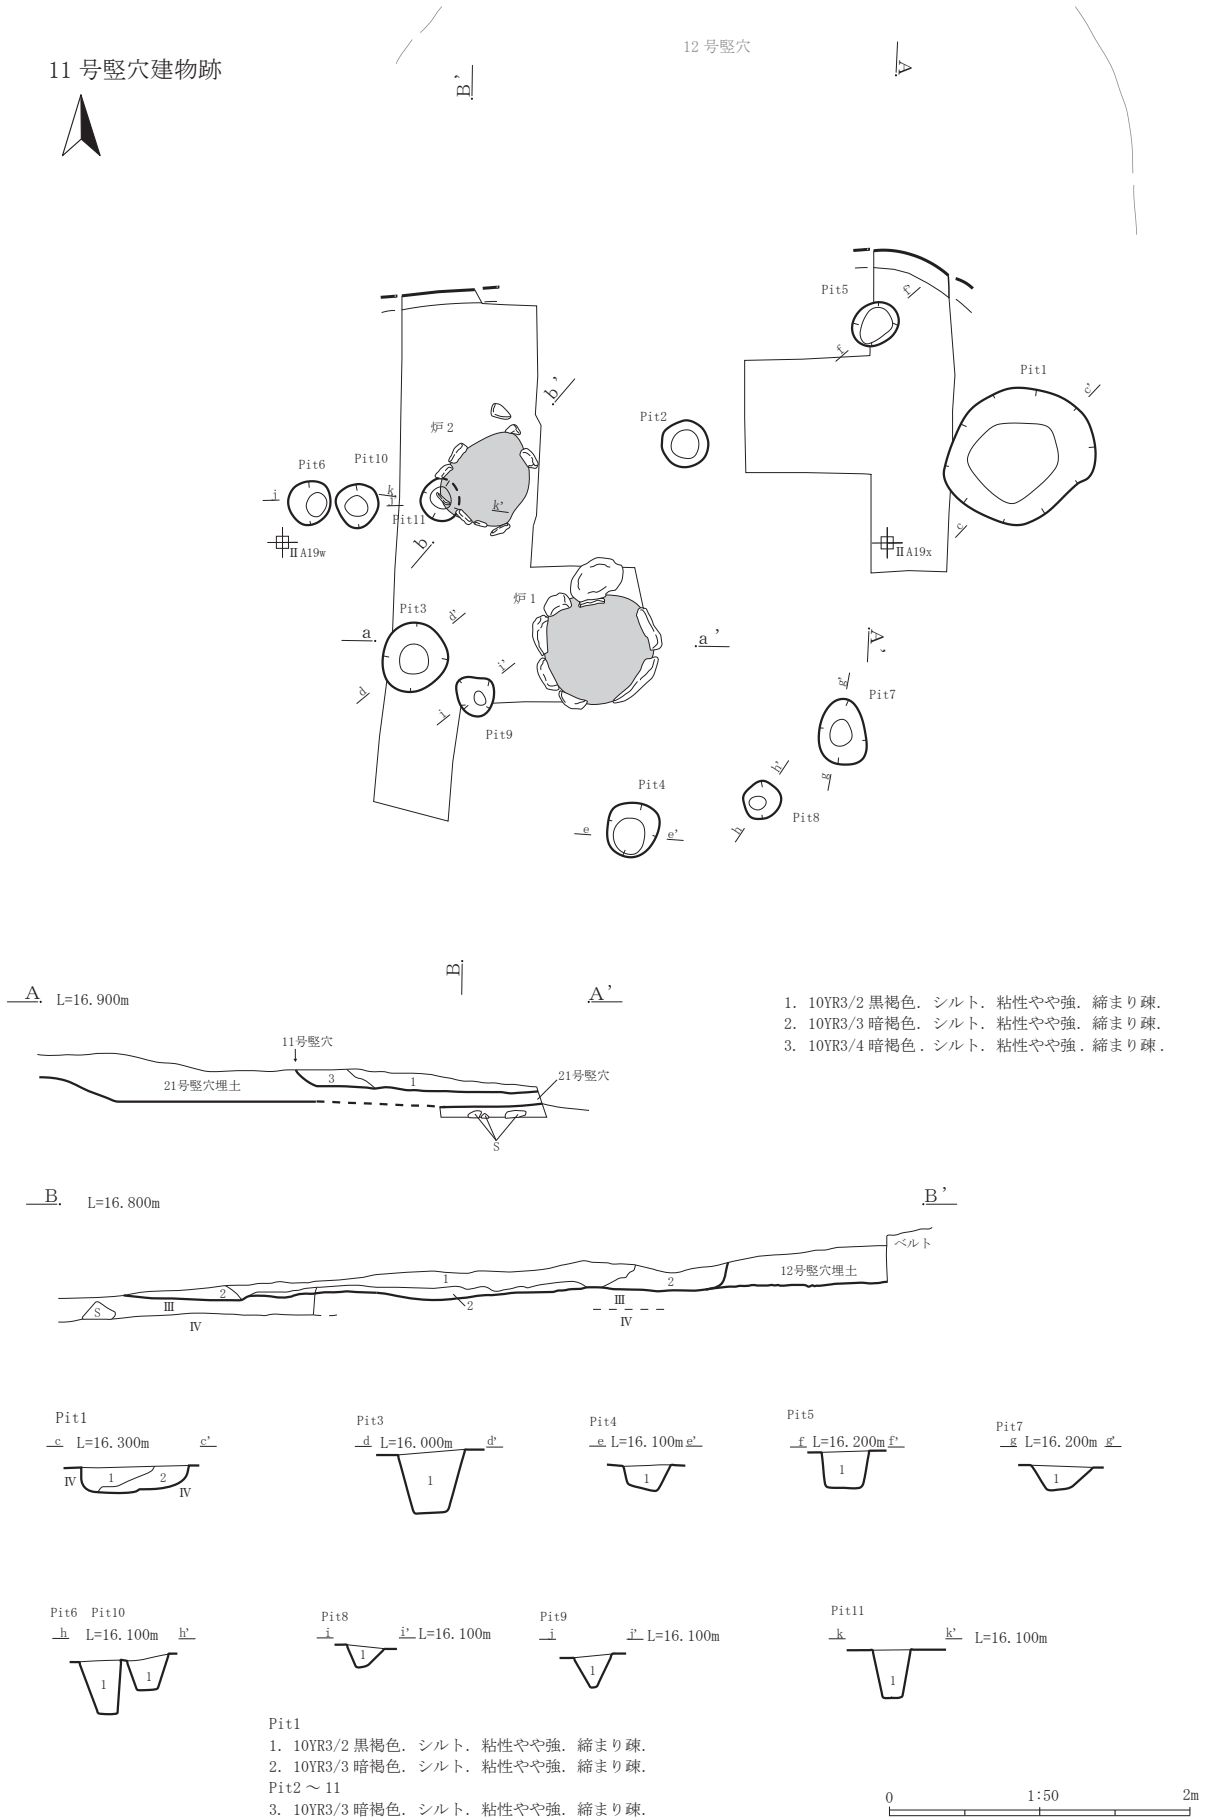 11 号竪穴建物跡
12 号竪穴
B'
A
Pit5
f'
f
Pit1
c'
c
b'
Pit2
炉 2
Pit6
Pit10
j
k
j'
k'
Pit11
ⅡA19w
b
ⅡA19x
炉 1
Pit3
d'
a
a'
A'
d
i'
i
Pit9
g'
Pit7
g
h'
Pit4
e
e'
Pit8
h
B
A
L=16.900m
A'
11号竪穴
21号竪穴埋土
3
1
21号竪穴
S
1. 10YR3/2 黒褐色. シルト. 粘性やや強. 締まり疎.
2. 10YR3/3 暗褐色. シルト. 粘性やや強. 締まり疎.
3. 10YR3/4 暗褐色. シルト. 粘性やや強. 締まり疎.
B
L=16.800m
B'
ベルト
1
2
12号竪穴埋土
2
S
Ⅲ
Ⅳ
2
Ⅲ
Ⅳ
Pit1
c L=16.300m c'
Ⅳ 1 2 Ⅳ
Pit3
d L=16.000m d'
1
Pit4
e L=16.100m e'
1
Pit5
f L=16.200m f'
1
Pit7
g L=16.200m g'
1
Pit6 Pit10
h L=16.100m h'
1 1
Pit8
i i' L=16.100m
1
Pit9
j j' L=16.100m
1
Pit11
k k' L=16.100m
1
Pit1
1. 10YR3/2 黒褐色. シルト. 粘性やや強. 締まり疎.
2. 10YR3/3 暗褐色. シルト. 粘性やや強. 締まり疎.
Pit2 ～ 11
3. 10YR3/3 暗褐色. シルト. 粘性やや強. 締まり疎.
0 1:50 2m